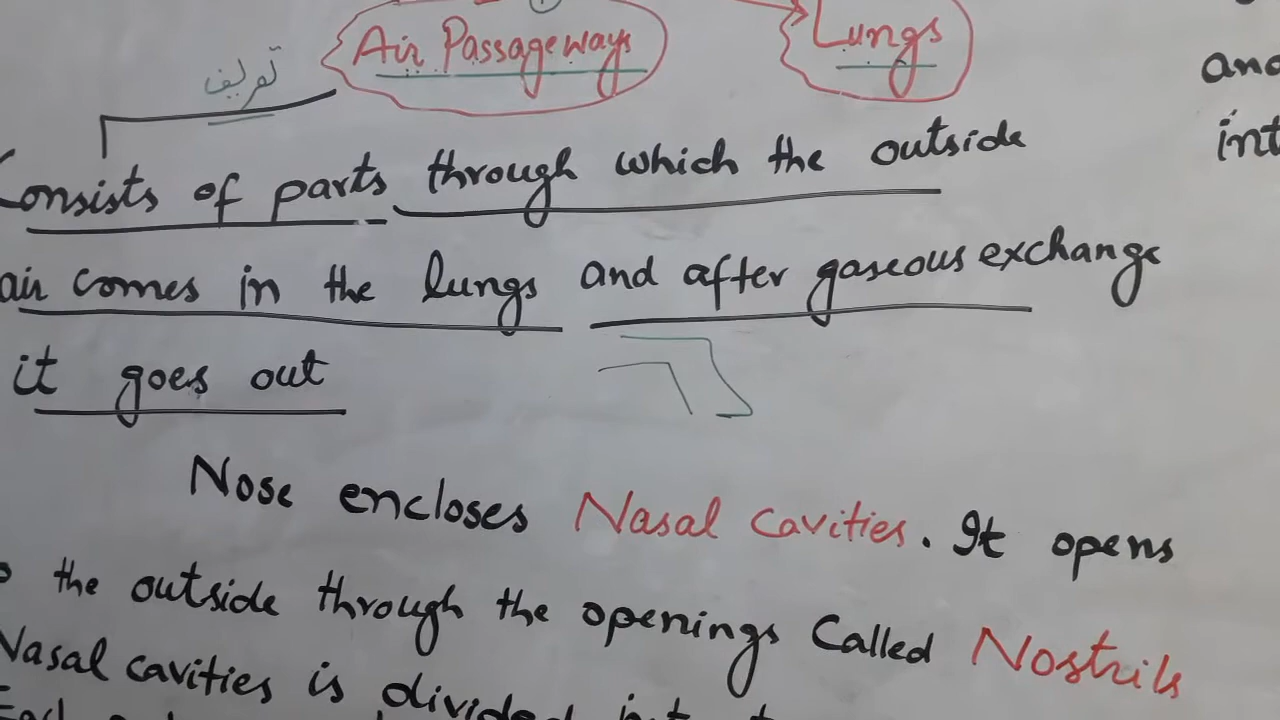 Air Passageways Lungs
تعریف
and
Consists of parts through which the outside
int
air comes in the lungs and after gaseous exchange
it goes out
Nose encloses Nasal cavities. It opens
the outside through the openings Called Nostrils
Nasal cavities is divided